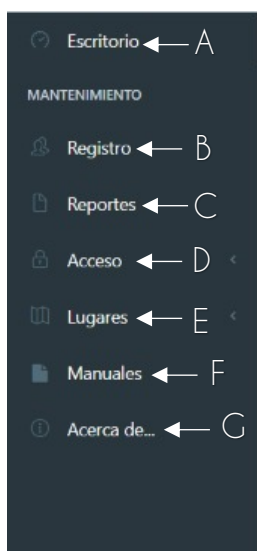 Escritorio A
MANTENIMIENTO
Registro B
Reportes C
Acceso D
Lugares E
Manuales F
Acerca de... G